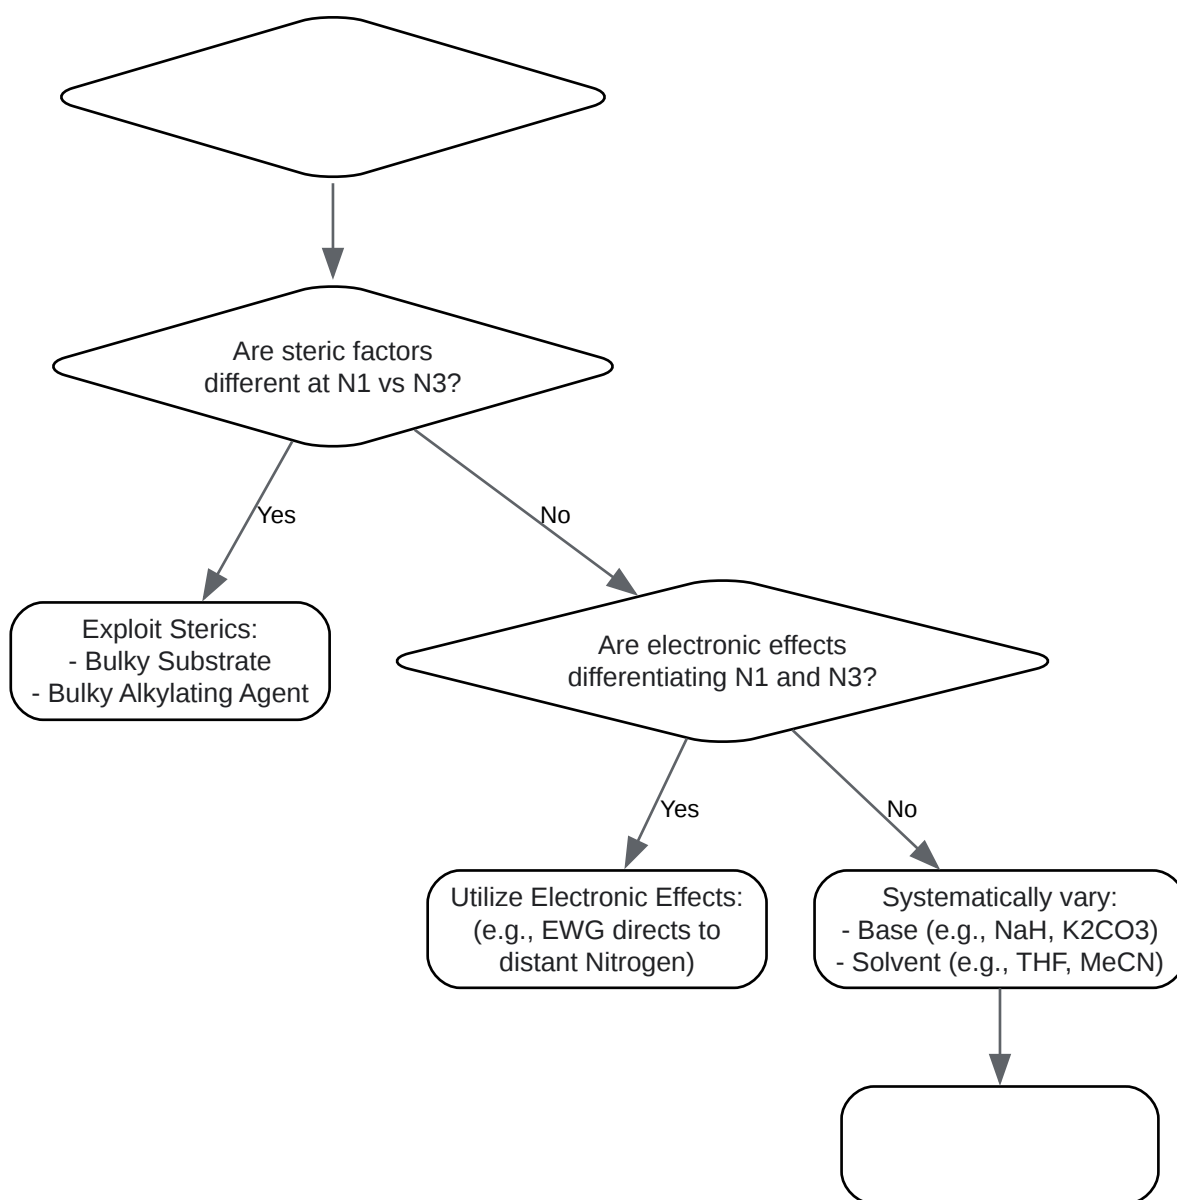 Are steric factors
different at N1 vs N3?
Yes
No
Exploit Sterics:
- Bulky Substrate
- Bulky Alkylating Agent
Are electronic effects
differentiating N1 and N3?
Yes
No
Utilize Electronic Effects:
(e.g., EWG directs to
distant Nitrogen)
Systematically vary:
- Base (e.g., NaH, K2CO3)
- Solvent (e.g., THF, MeCN)